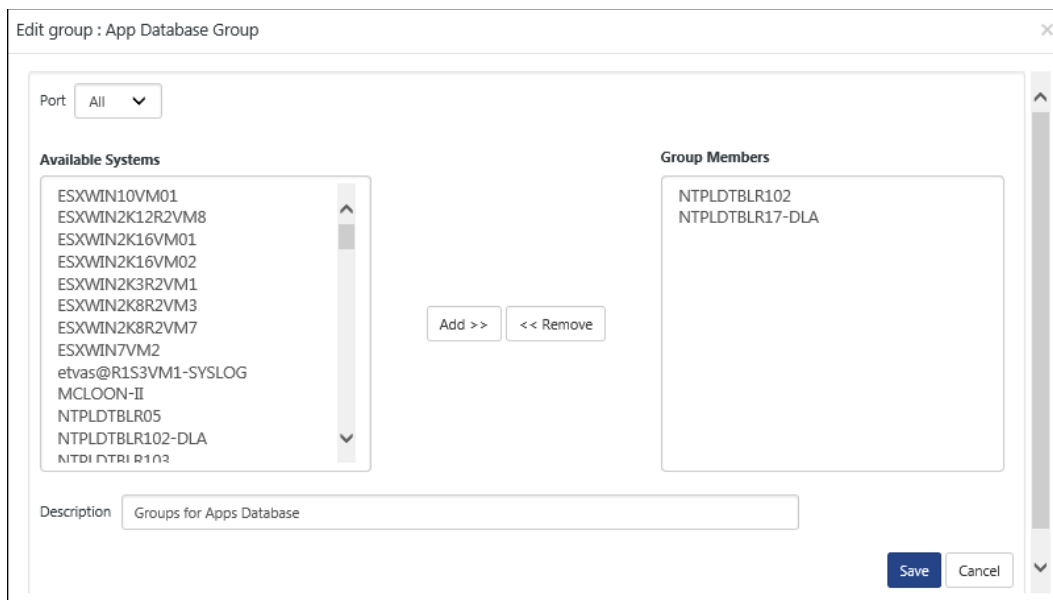 Edit group : App Database Group
Port All
Available Systems
ESXWIN10VM01
ESXWIN2K12R2VM8
ESXWIN2K16VM01
ESXWIN2K16VM02
ESXWIN2K3R2VM1
ESXWIN2K8R2VM3
ESXWIN2K8R2VM7
ESXWIN7VM2
etvas@R1S3VM1-SYSLOG
MCLOON-II
NTPLDTBLR05
NTPLDTBLR102-DLA
NTPLDTBLR103
Add >>
<< Remove
Group Members
NTPLDTBLR102
NTPLDTBLR17-DLA
Description Groups for Apps Database
Save
Cancel